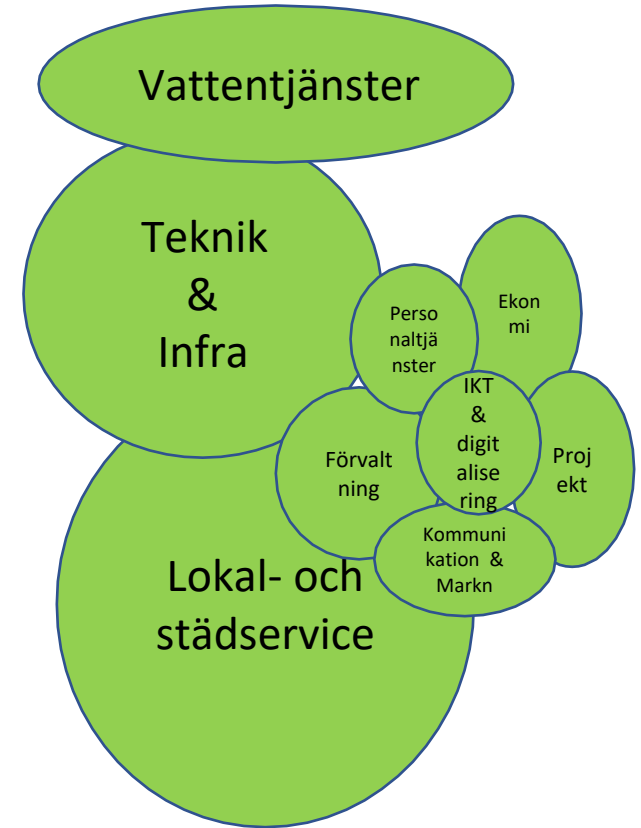 Vattentjänster
Teknik
&
Infra
Ekon
mi
Perso
naltjä
nster
IKT
&
digit
alise
ring
Förvalt
ning
Proj
ekt
Kommuni
kation &
Markn
Lokal- och
städservice